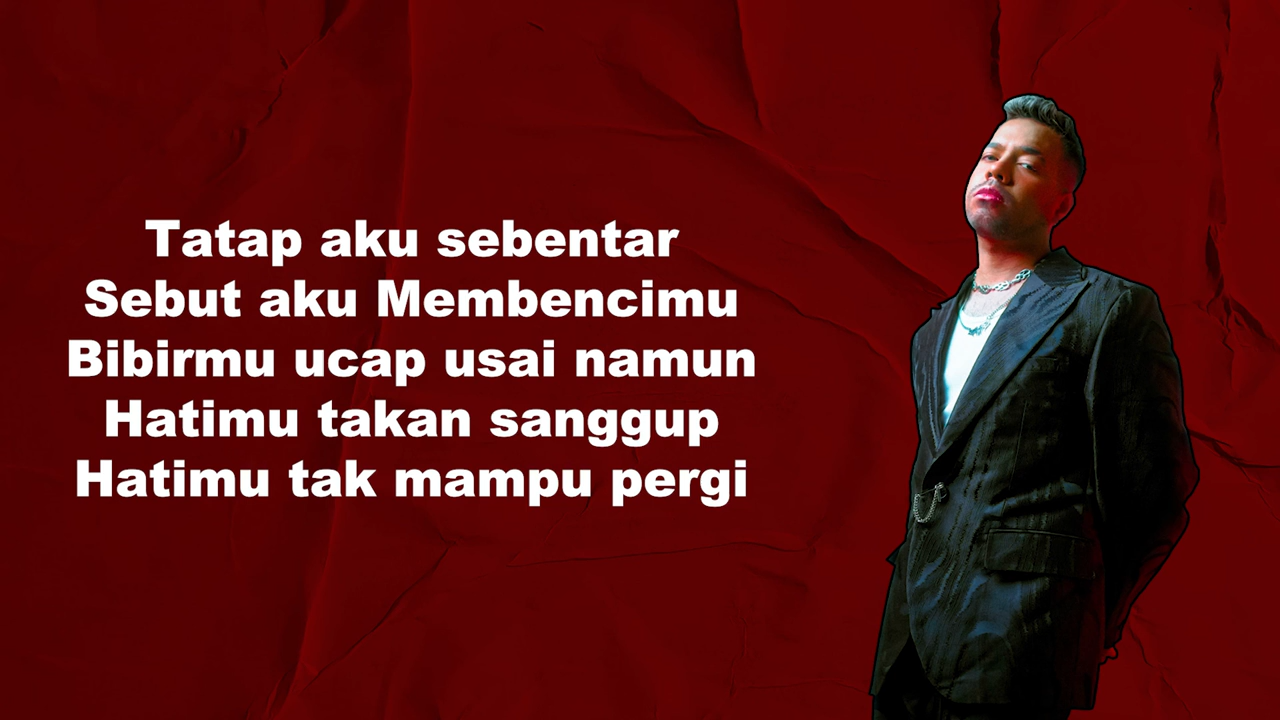 Tatap aku sebentar
Sebut aku Membencimu
Bibirmu ucap usai namun
Hatimu takan sanggup
Hatimu tak mampu pergi